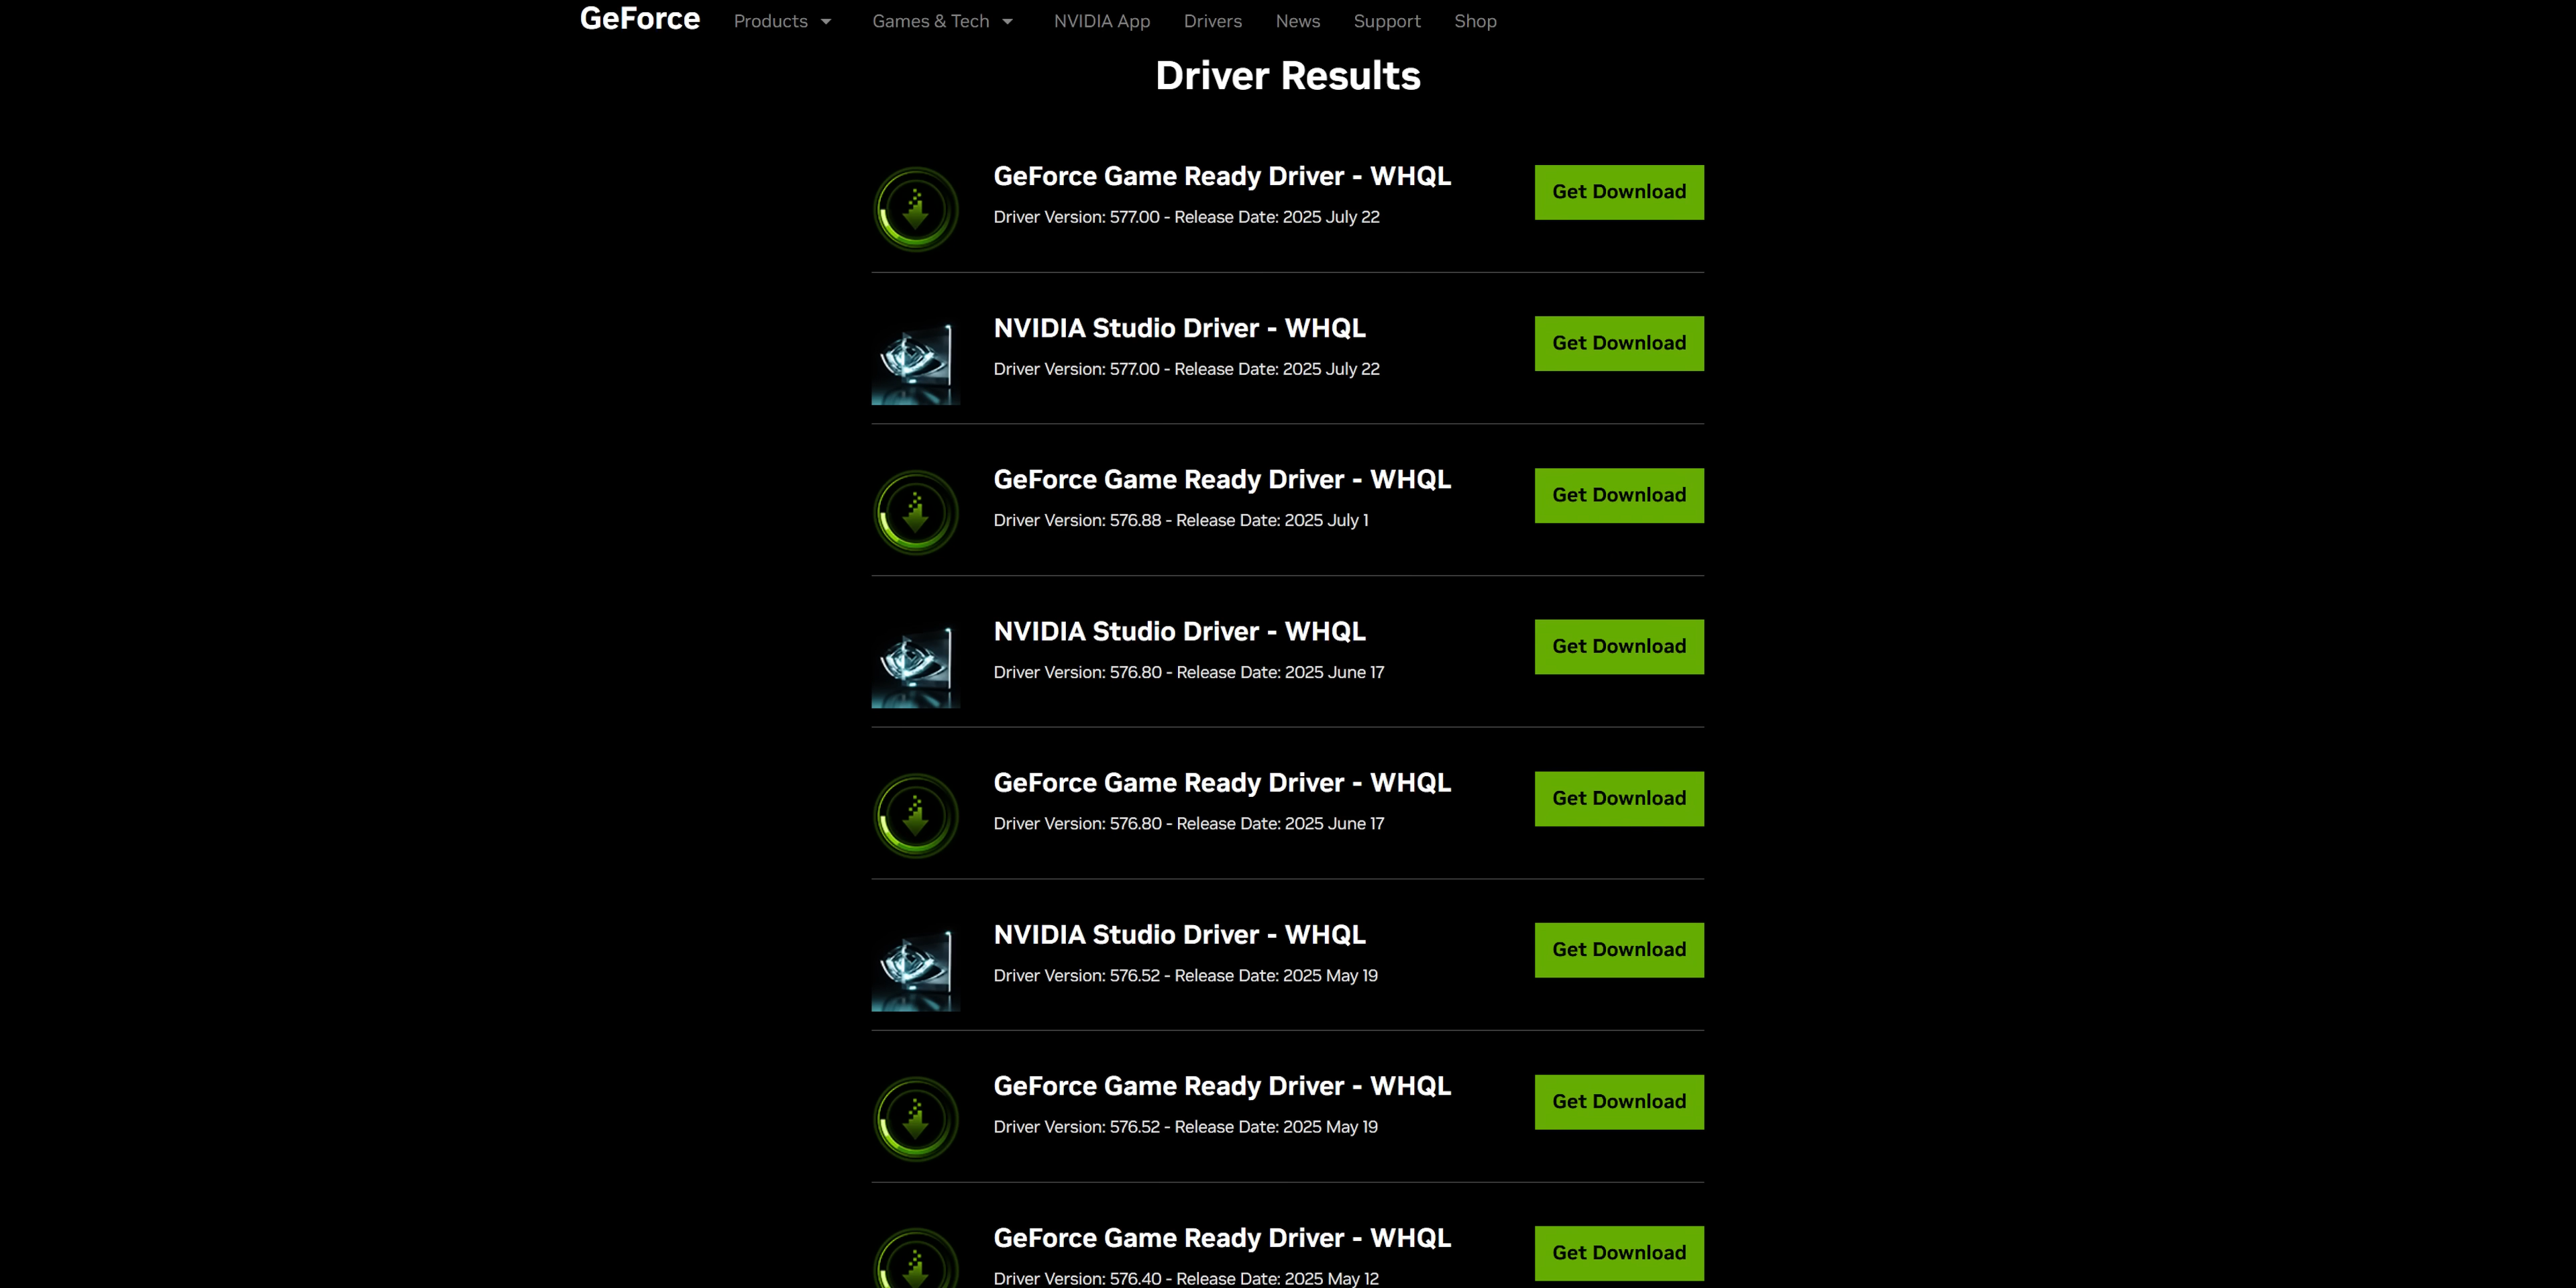 GeForce Products Games & Tech NVIDIA App Drivers News Support Shop
Driver Results
GeForce Game Ready Driver - WHQL
Driver Version: 577.00 - Release Date: 2025 July 22
Get Download
NVIDIA Studio Driver - WHQL
Driver Version: 577.00 - Release Date: 2025 July 22
Get Download
GeForce Game Ready Driver - WHQL
Driver Version: 576.88 - Release Date: 2025 July 1
Get Download
NVIDIA Studio Driver - WHQL
Driver Version: 576.80 - Release Date: 2025 June 17
Get Download
GeForce Game Ready Driver - WHQL
Driver Version: 576.80 - Release Date: 2025 June 17
Get Download
NVIDIA Studio Driver - WHQL
Driver Version: 576.52 - Release Date: 2025 May 19
Get Download
GeForce Game Ready Driver - WHQL
Driver Version: 576.52 - Release Date: 2025 May 19
Get Download
GeForce Game Ready Driver - WHQL
Driver Version: 576.40 - Release Date: 2025 May 12
Get Download